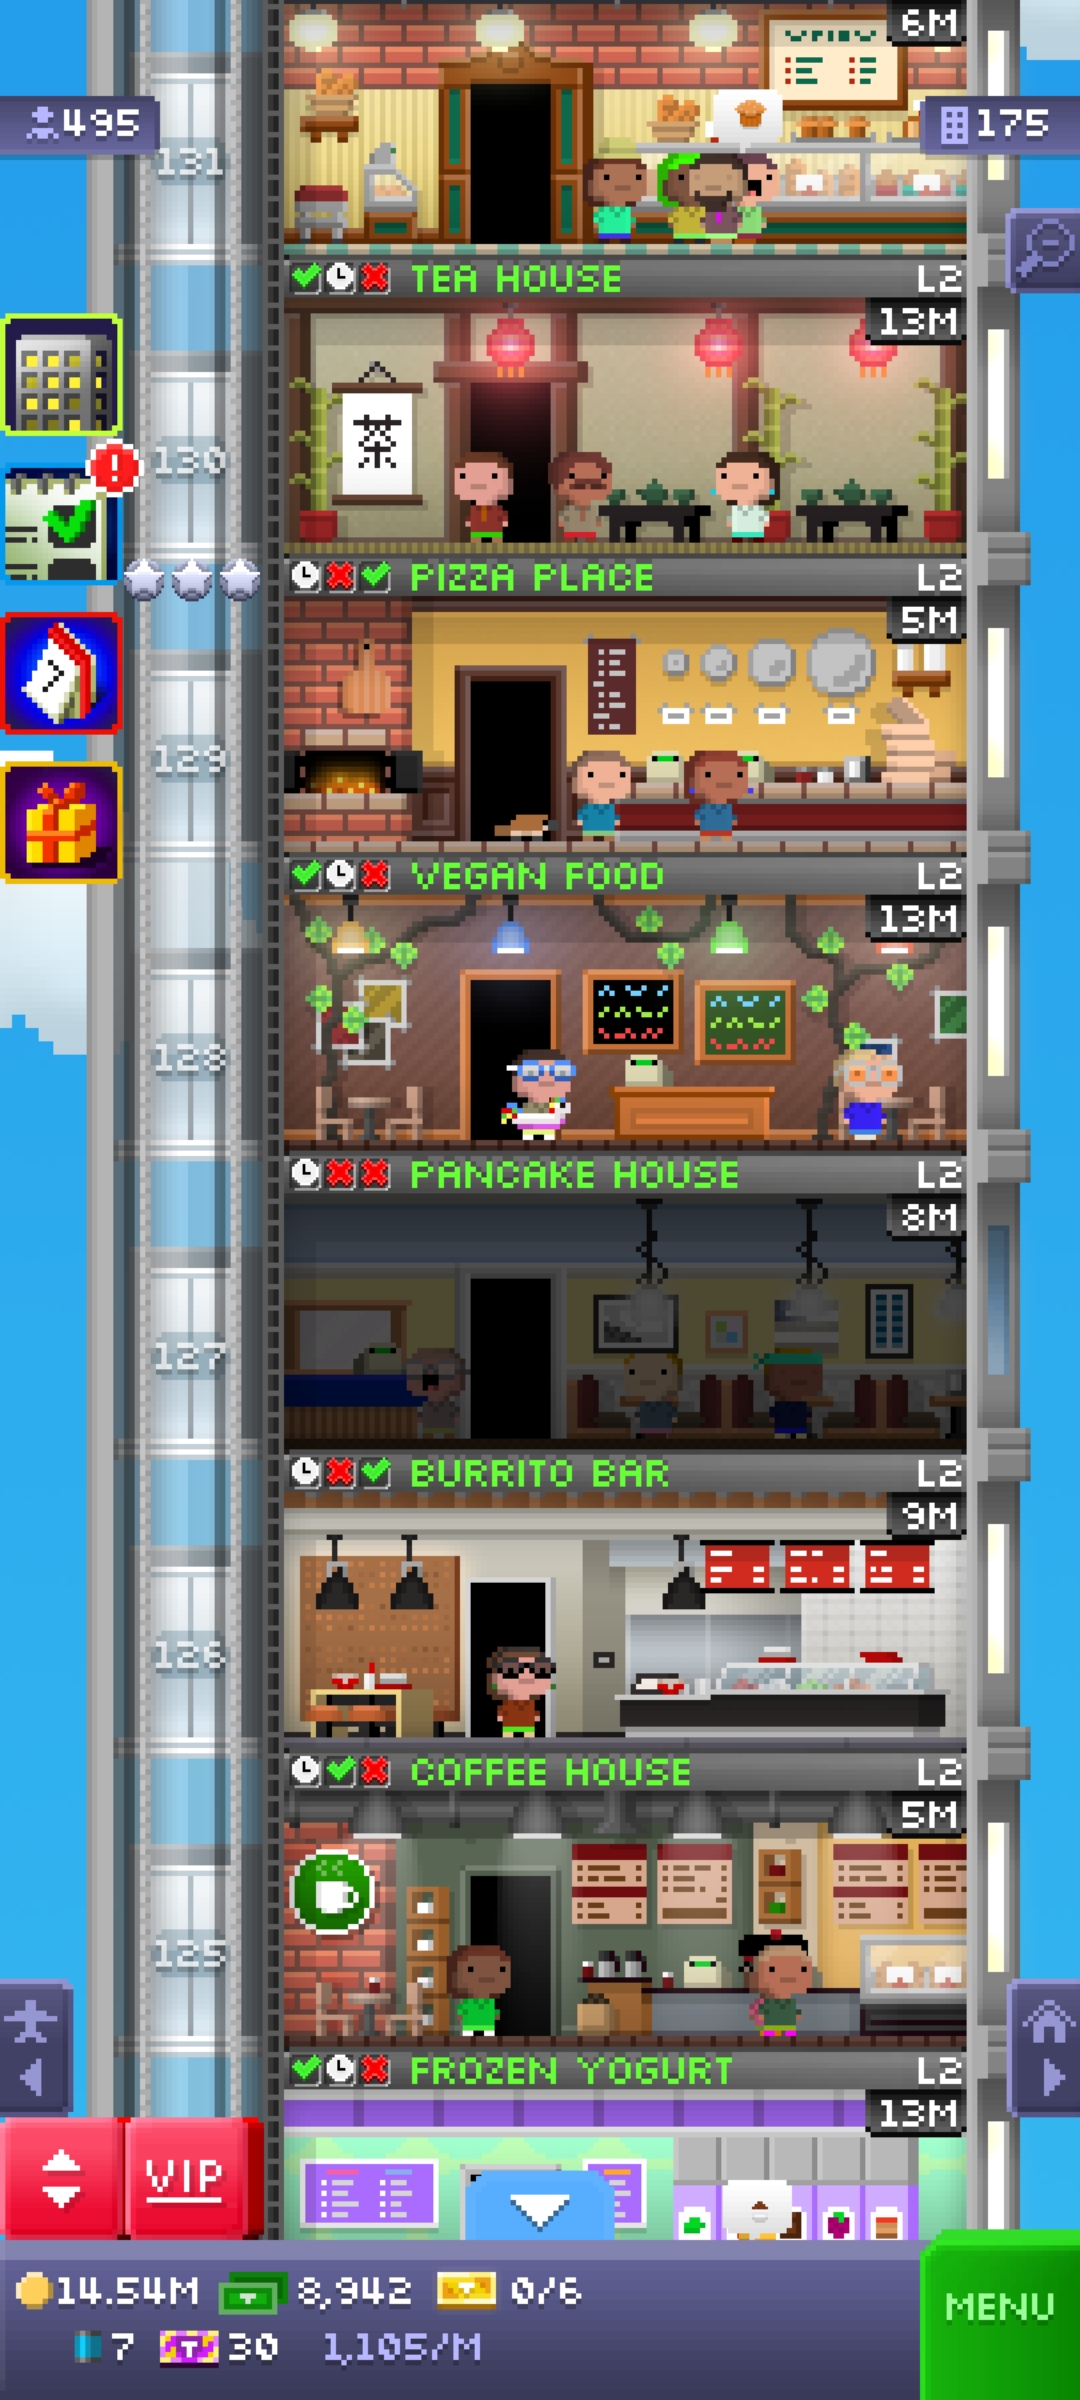 6M
495
175
131
TEA HOUSE
L2
13M
茶
130
PIZZA PLACE
L2
5M
129
VEGAN FOOD
L2
13M
128
PANCAKE HOUSE
L2
8M
127
BURRITO BAR
L2
9M
126
COFFEE HOUSE
L2
5M
125
FROZEN YOGURT
L2
13M
VIP
14.54M
8,942
0/6
MENU
7
T
30
1,105/M